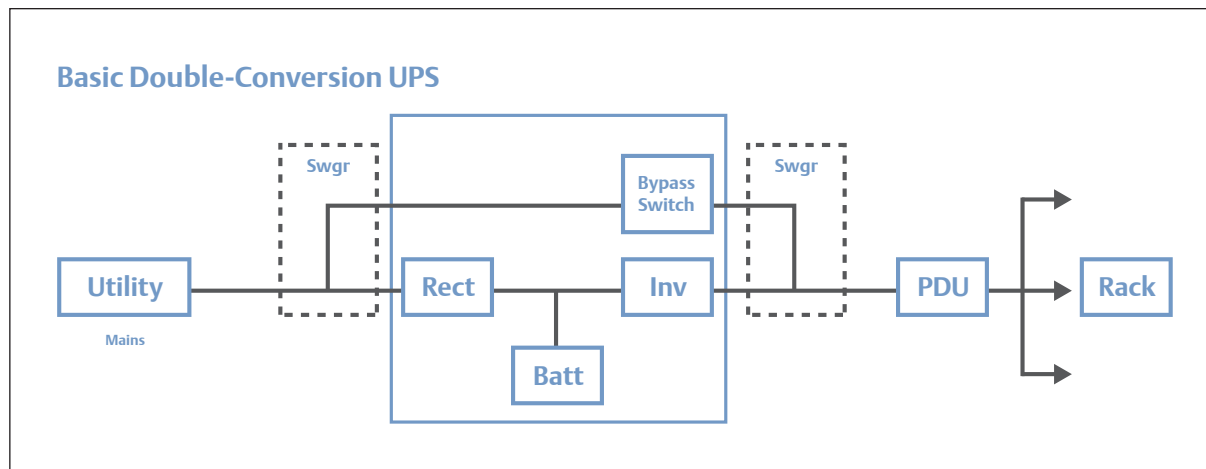 Basic Double-Conversion UPS
Swgr
Swgr
Bypass
Switch
Utility
Rect
Inv
PDU
Rack
Mains
Batt